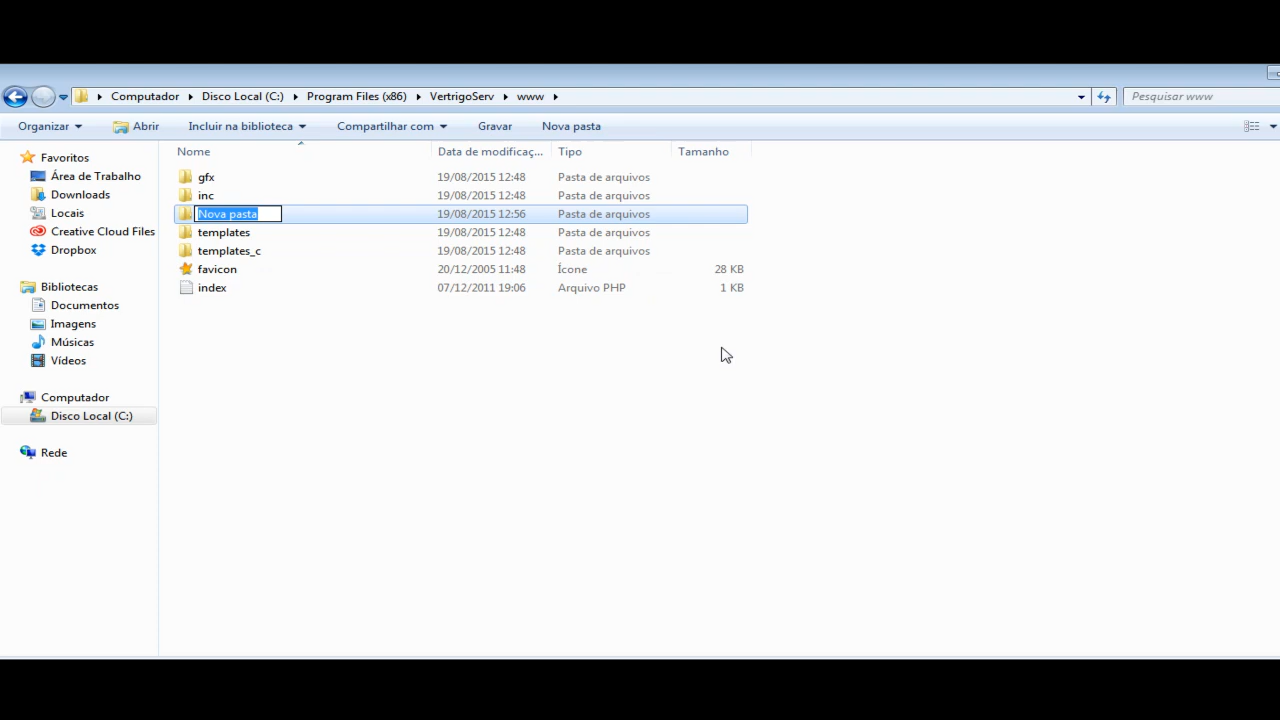 Computador Disco Local (C:) Program Files (x86) VertrigoServ www Pesquisar www
Organizar Abrir Incluir na biblioteca Compartilhar com Gravar Nova pasta
Nome Data de modificaç... Tipo Tamanho
Favoritos
Área de Trabalho
Downloads
Locais
Creative Cloud Files
Dropbox
Bibliotecas
Documentos
Imagens
Músicas
Vídeos
Computador
Disco Local (C:)
Rede
gfx 19/08/2015 12:48 Pasta de arquivos
inc 19/08/2015 12:48 Pasta de arquivos
Nova pasta 19/08/2015 12:56 Pasta de arquivos
templates 19/08/2015 12:48 Pasta de arquivos
templates_c 19/08/2015 12:48 Pasta de arquivos
favicon 20/12/2005 11:48 Ícone 28 KB
index 07/12/2011 19:06 Arquivo PHP 1 KB